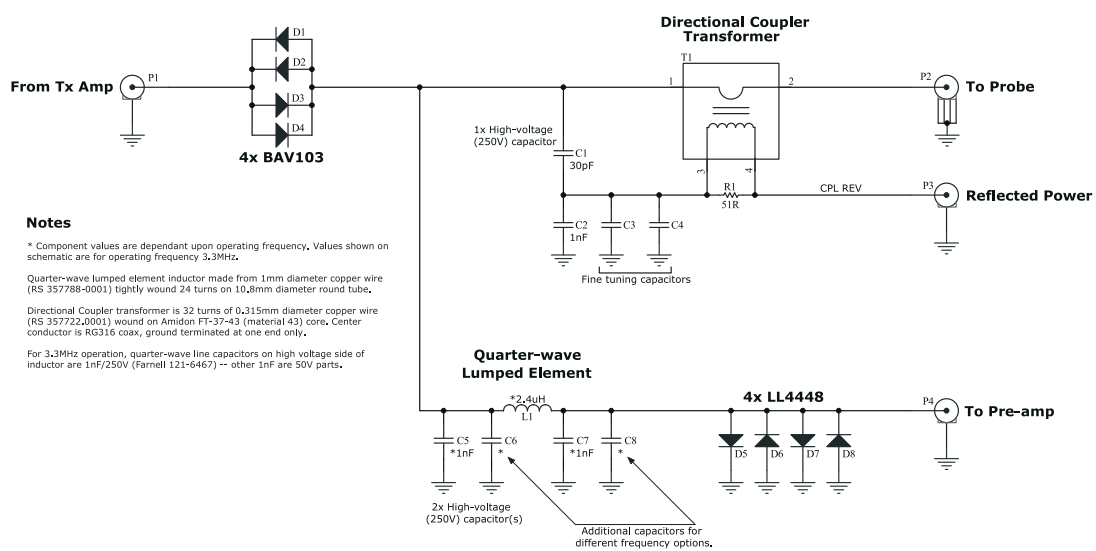 Directional Coupler
Transformer
From Tx Amp
P1
D1
D2
D3
D4
4x BAV103
T1
1
2
3
4
P2
To Probe
1x High-voltage
(250V) capacitor
C1
30pF
R1
51R
CPL REV
P3
Reflected Power
C2
1nF
C3
C4
Fine tuning capacitors
Notes
* Component values are dependant upon operating frequency. Values shown on
schematic are for operating frequency 3.3MHz.
Quarter-wave lumped element inductor made from 1mm diameter copper wire
(RS 357788-0001) tightly wound 24 turns on 10.8mm diameter round tube.
Directional Coupler transformer is 32 turns of 0.315mm diameter copper wire
(RS 357722.0001) wound on Amidon FT-37-43 (material 43) core. Center
conductor is RG316 coax, ground terminated at one end only.
For 3.3MHz operation, quarter-wave line capacitors on high voltage side of
inductor are 1nF/250V (Farnell 121-6467) -- other 1nF are 50V parts.
Quarter-wave
Lumped Element
*2.4uH
L1
C5
*1nF
C6
*
C7
*1nF
C8
*
4x LL4448
D5
D6
D7
D8
P4
To Pre-amp
2x High-voltage
(250V) capacitor(s)
Additional capacitors for
different frequency options.